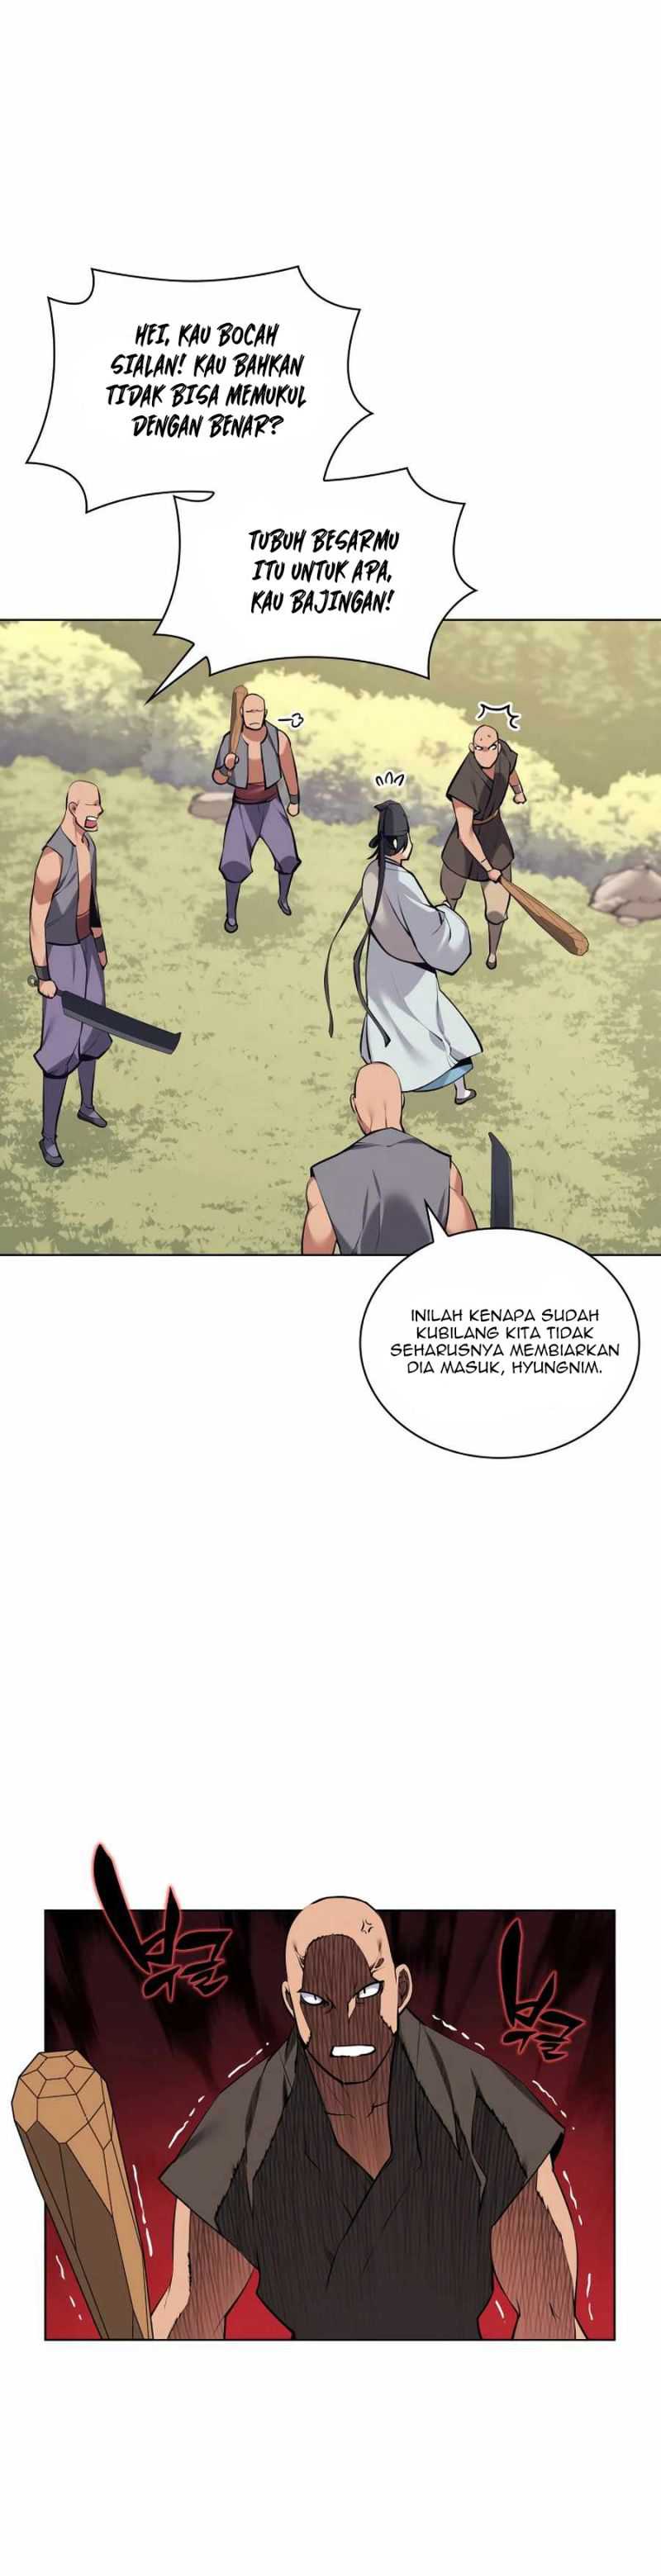 HEI, KAU BOCAH
SIALAN! KAU BAHKAN
TIDAK BISA MEMUKUL
DENGAN BENAR?
TUBUH BESARMU
ITU UNTUK APA,
KAU BAJINGAN!
INILAH KENAPA SUDAH
KUBILANG KITA TIDAK
SEHARUSNYA MEMBIARKAN
DIA MASUK, HYUNGNIM.